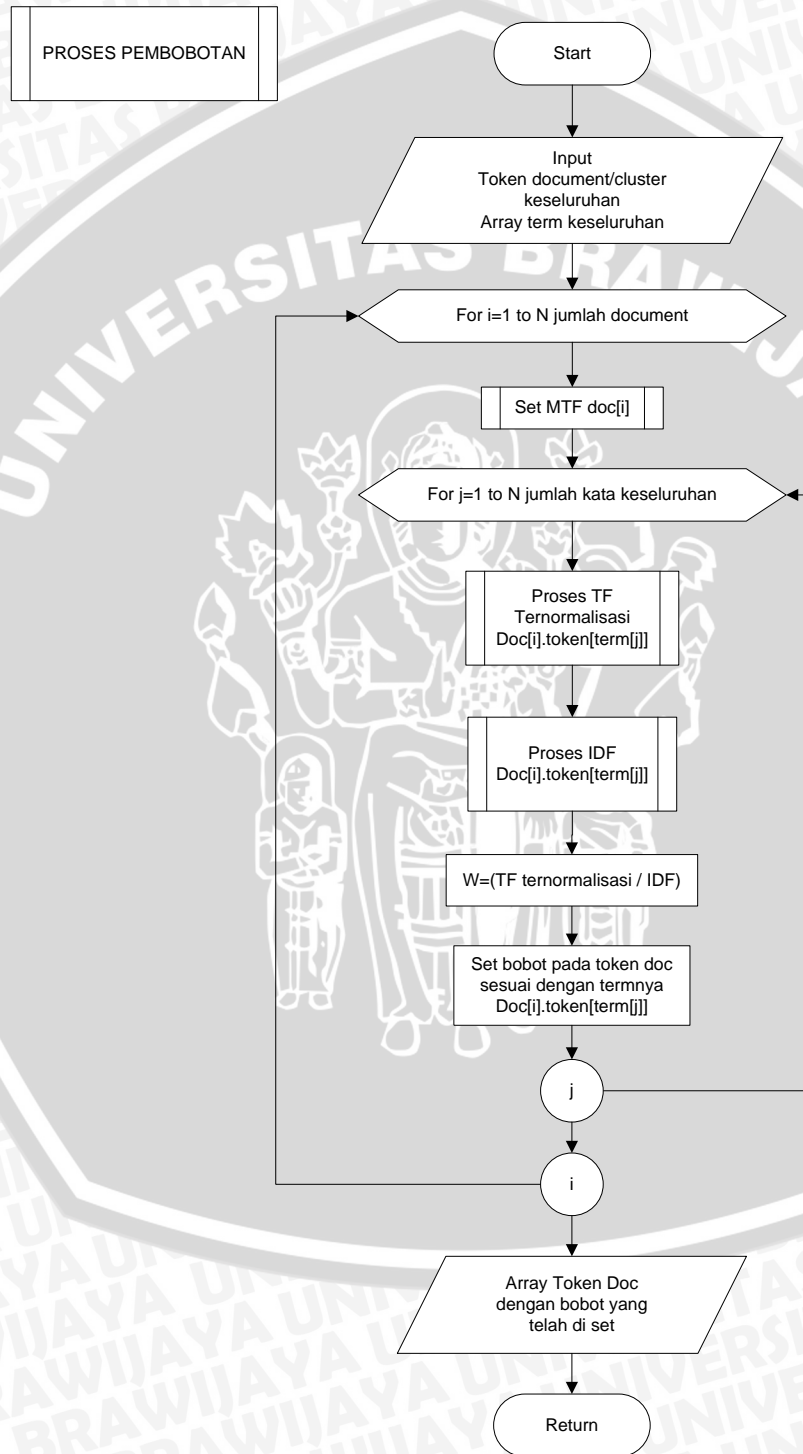 PROSES PEMBOBOTAN
Start
Input
Token document/cluster
keseluruhan
Array term keseluruhan
For i=1 to N jumlah document
Set MTF doc[i]
For j=1 to N jumlah kata keseluruhan
Proses TF
Ternormalisasi
Doc[i].token[term[j]]
Proses IDF
Doc[i].token[term[j]]
W=(TF ternormalisasi / IDF)
Set bobot pada token doc
sesuai dengan termnya
Doc[i].token[term[j]]
j
i
Array Token Doc
dengan bobot yang
telah di set
Return
UNIVERSITAS BRAWIJAYA